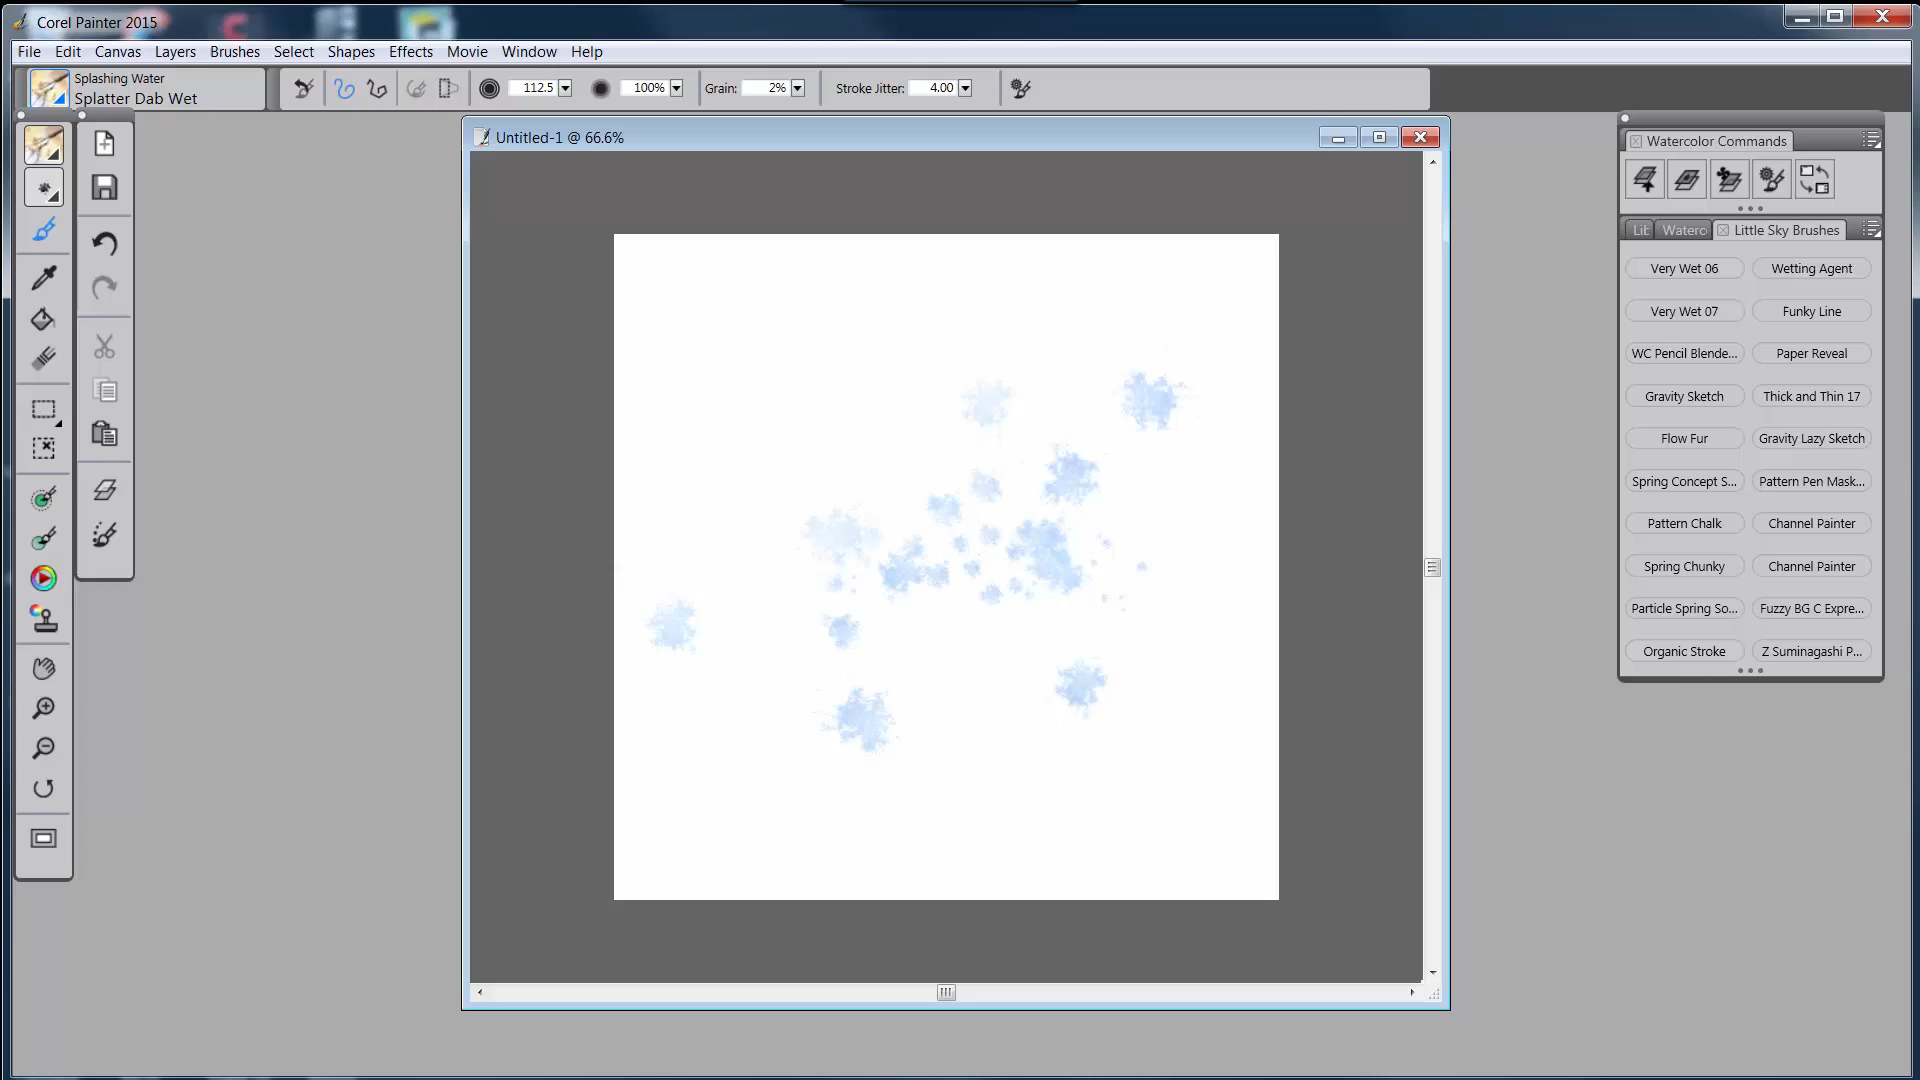 Corel Painter 2015
File Edit Canvas Layers Brushes Select Shapes Effects Movie Window Help
Splashing Water
Splatter Dab Wet
112.5 100% Grain: 2% Stroke Jitter: 4.00
Untitled-1 @ 66.6%
Watercolor Commands
Lit Waterc Little Sky Brushes
Very Wet 06 Wetting Agent
Very Wet 07 Funky Line
WC Pencil Blende... Paper Reveal
Gravity Sketch Thick and Thin 17
Flow Fur Gravity Lazy Sketch
Spring Concept S... Pattern Pen Mask...
Pattern Chalk Channel Painter
Spring Chunky Channel Painter
Particle Spring So... Fuzzy BG C Expre...
Organic Stroke Z Suminagashi P...